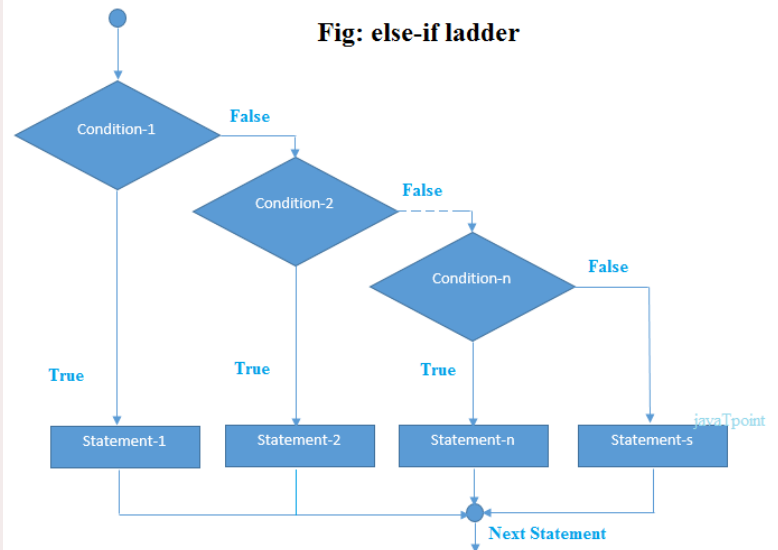 Fig: else-if ladder
Condition-1
False
Condition-2
False
Condition-n
False
True
True
True
Statement-1
Statement-2
Statement-n
Statement-s
javaTpoint
Next Statement